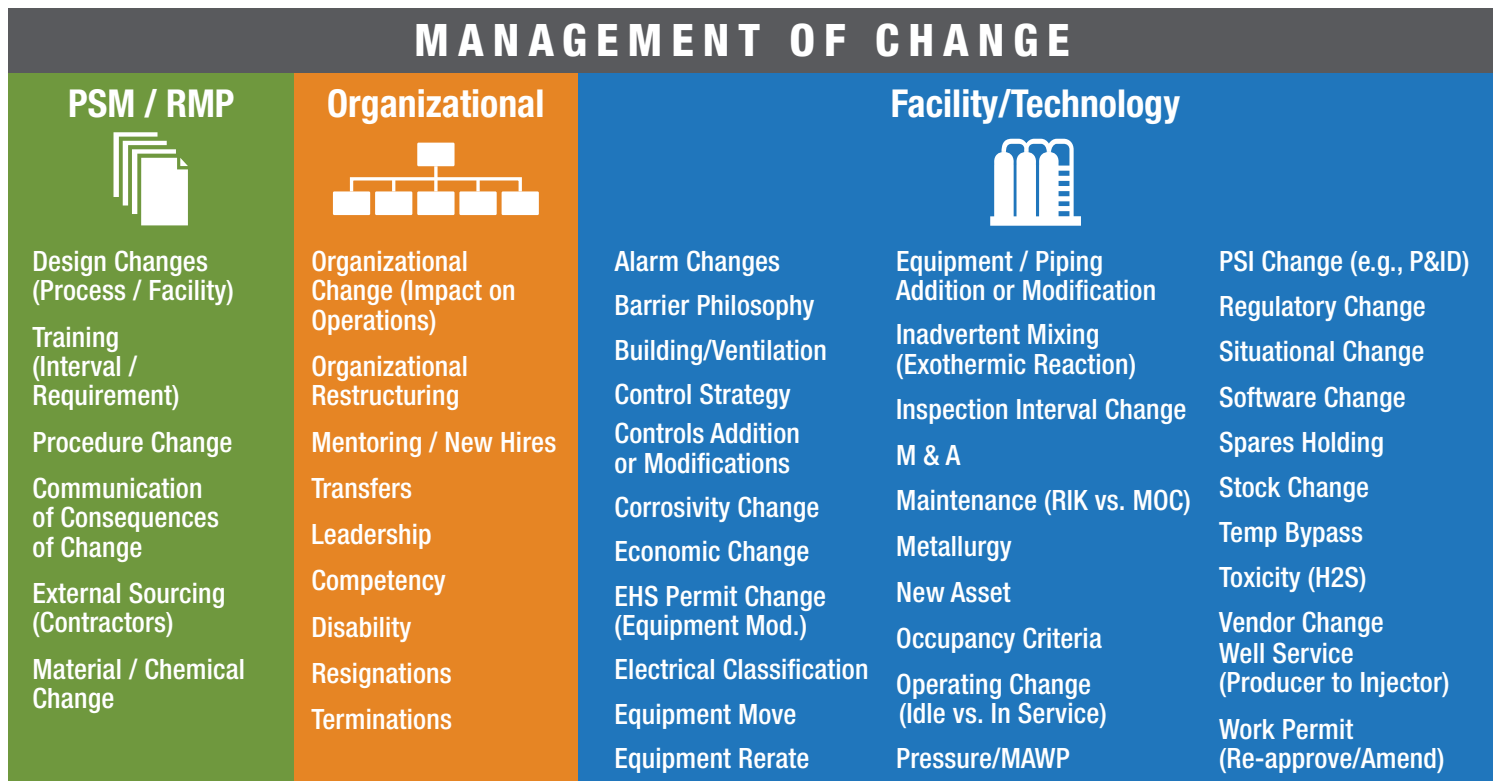 MANAGEMENT OF CHANGE
PSM / RMP
Design Changes
(Process / Facility)
Training
(Interval /
Requirement)
Procedure Change
Communication
of Consequences
of Change
External Sourcing
(Contractors)
Material / Chemical
Change
Organizational
Organizational
Change (Impact on
Operations)
Organizational
Restructuring
Mentoring / New Hires
Transfers
Leadership
Competency
Disability
Resignations
Terminations
Facility/Technology
Alarm Changes
Barrier Philosophy
Building/Ventilation
Control Strategy
Controls Addition
or Modifications
Corrosivity Change
Economic Change
EHS Permit Change
(Equipment Mod.)
Electrical Classification
Equipment Move
Equipment Rerate
Equipment / Piping
Addition or Modification
Inadvertent Mixing
(Exothermic Reaction)
Inspection Interval Change
M & A
Maintenance (RIK vs. MOC)
Metallurgy
New Asset
Occupancy Criteria
Operating Change
(Idle vs. In Service)
Pressure/MAWP
PSI Change (e.g., P&ID)
Regulatory Change
Situational Change
Software Change
Spares Holding
Stock Change
Temp Bypass
Toxicity (H2S)
Vendor Change
Well Service
(Producer to Injector)
Work Permit
(Re-approve/Amend)